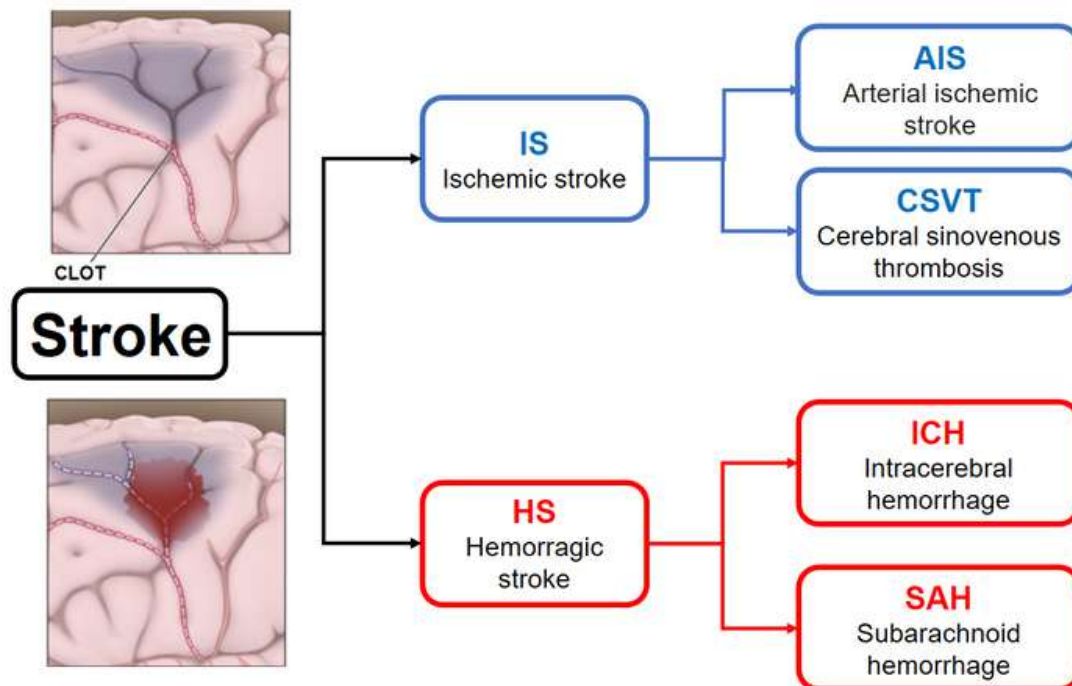 CLOT
Stroke
IS
Ischemic stroke
AIS
Arterial ischemic
stroke
CSVT
Cerebral sinovenous
thrombosis
HS
Hemorragic
stroke
ICH
Intracerebral
hemorrhage
SAH
Subarachnoid
hemorrhage